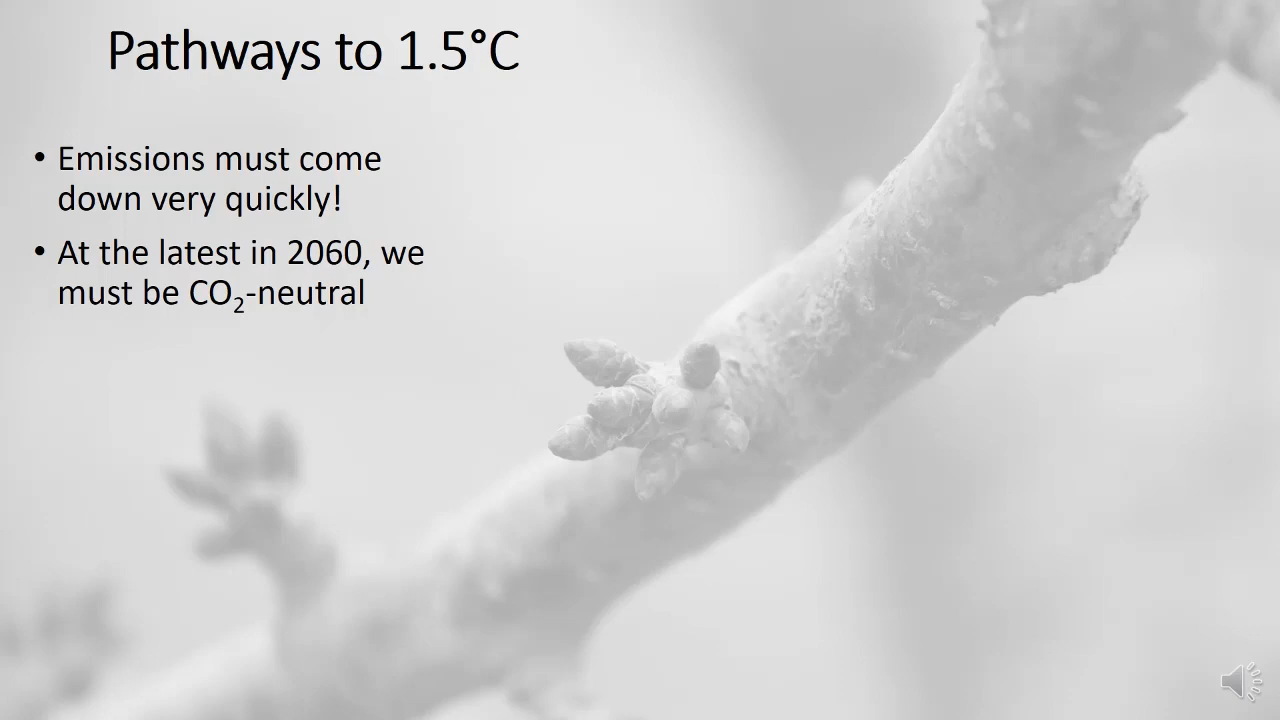 Pathways to 1.5°C
• Emissions must come
down very quickly!
• At the latest in 2060, we
must be CO₂-neutral